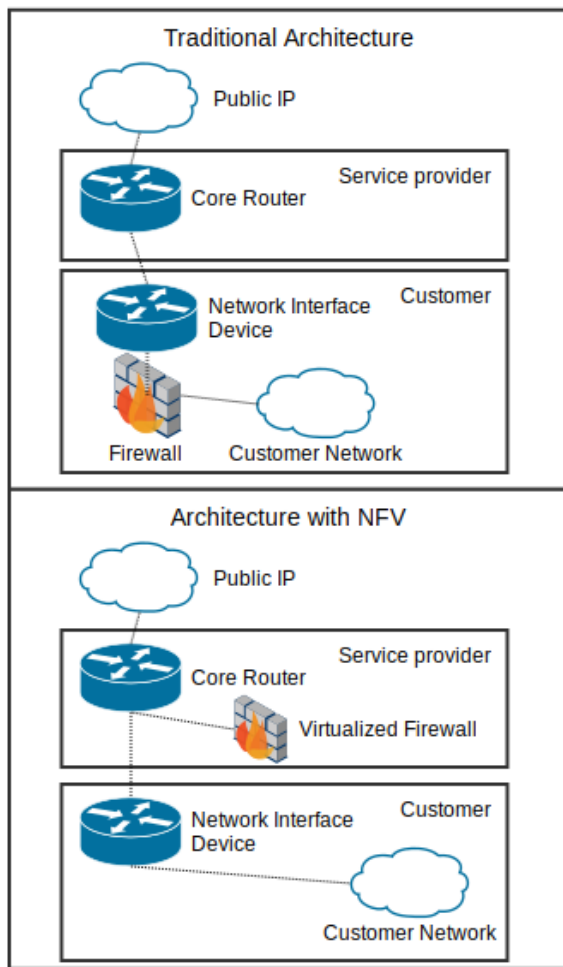 Traditional Architecture
Public IP
Service provider
Core Router
Customer
Network Interface
Device
Firewall
Customer Network
Architecture with NFV
Public IP
Service provider
Core Router
Virtualized Firewall
Customer
Network Interface
Device
Customer Network